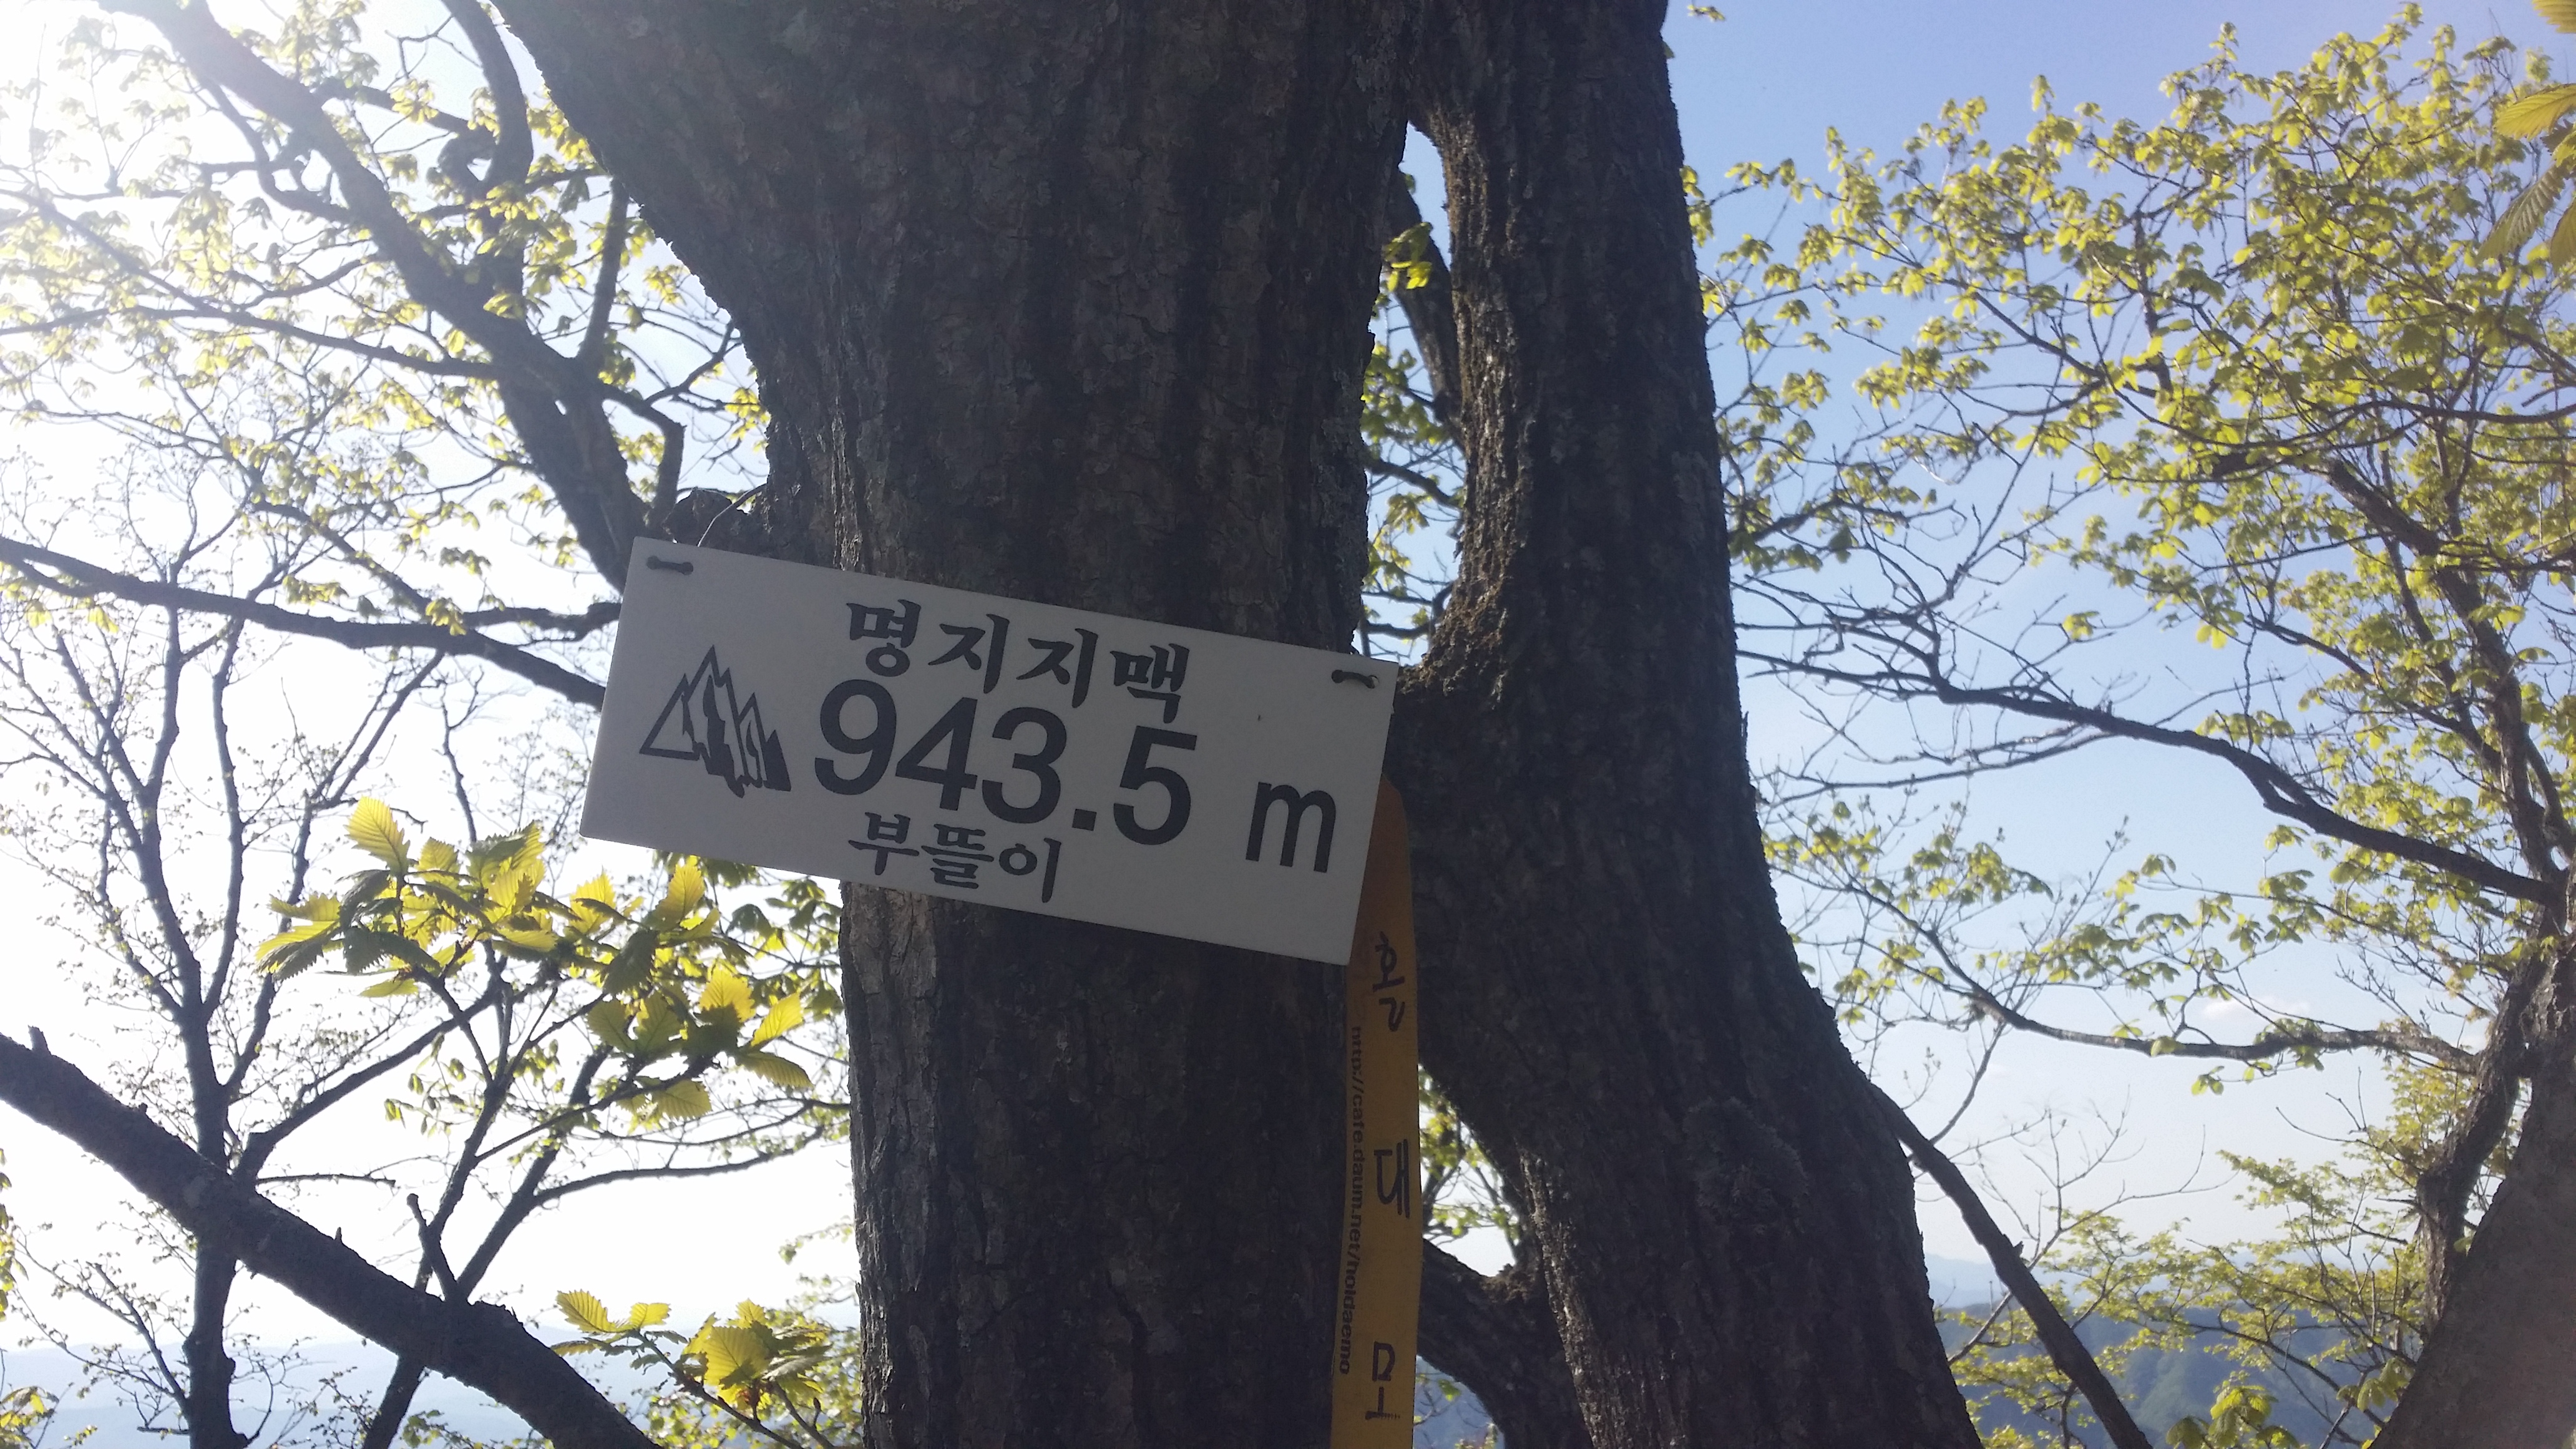 명지지맥
943.5 m
부뜰이
홀대모
http://cafe.daum.net/holdaemo